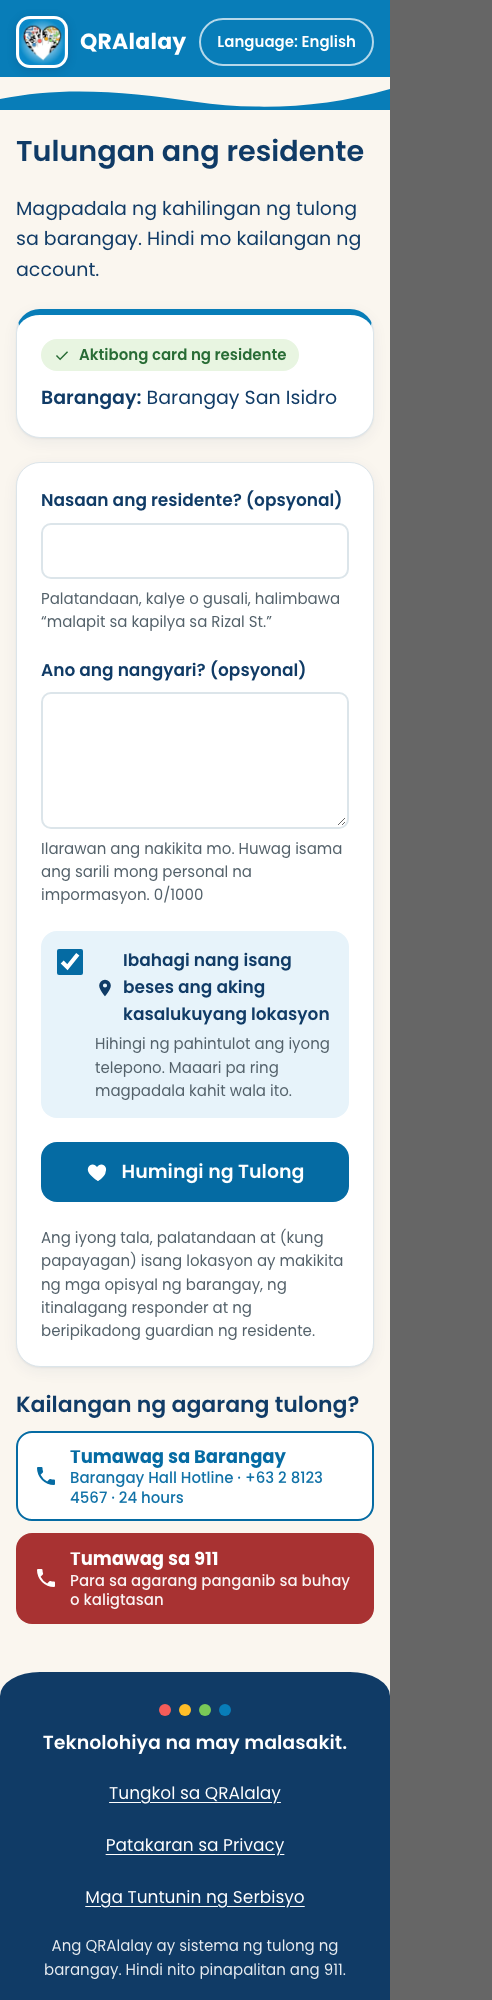 QRAlalay
Language: English
Tulungan ang residente
Magpadala ng kahilingan ng tulong
sa barangay. Hindi mo kailangan ng
account.
Aktibong card ng residente
Barangay: Barangay San Isidro
Nasaan ang residente? (opsyonal)
Palatandaan, kalye o gusali, halimbawa
“malapit sa kapilya sa Rizal St.”
Ano ang nangyari? (opsyonal)
Ilarawan ang nakikita mo. Huwag isama
ang sarili mong personal na
impormasyon. 0/1000
Ibahagi nang isang
beses ang aking
kasalukuyang lokasyon
Hihingi ng pahintulot ang iyong
telepono. Maaari pa ring
magpadala kahit wala ito.
Humingi ng Tulong
Ang iyong tala, palatandaan at (kung
papayagan) isang lokasyon ay makikita
ng mga opisyal ng barangay, ng
itinalagang responder at ng
beripikadong guardian ng residente.
Kailangan ng agarang tulong?
Tumawag sa Barangay
Barangay Hall Hotline · +63 2 8123
4567 · 24 hours
Tumawag sa 911
Para sa agarang panganib sa buhay
o kaligtasan
Teknolohiya na may malasakit.
Tungkol sa QRAlalay
Patakaran sa Privacy
Mga Tuntunin ng Serbisyo
Ang QRAlalay ay sistema ng tulong ng
barangay. Hindi nito pinapalitan ang 911.